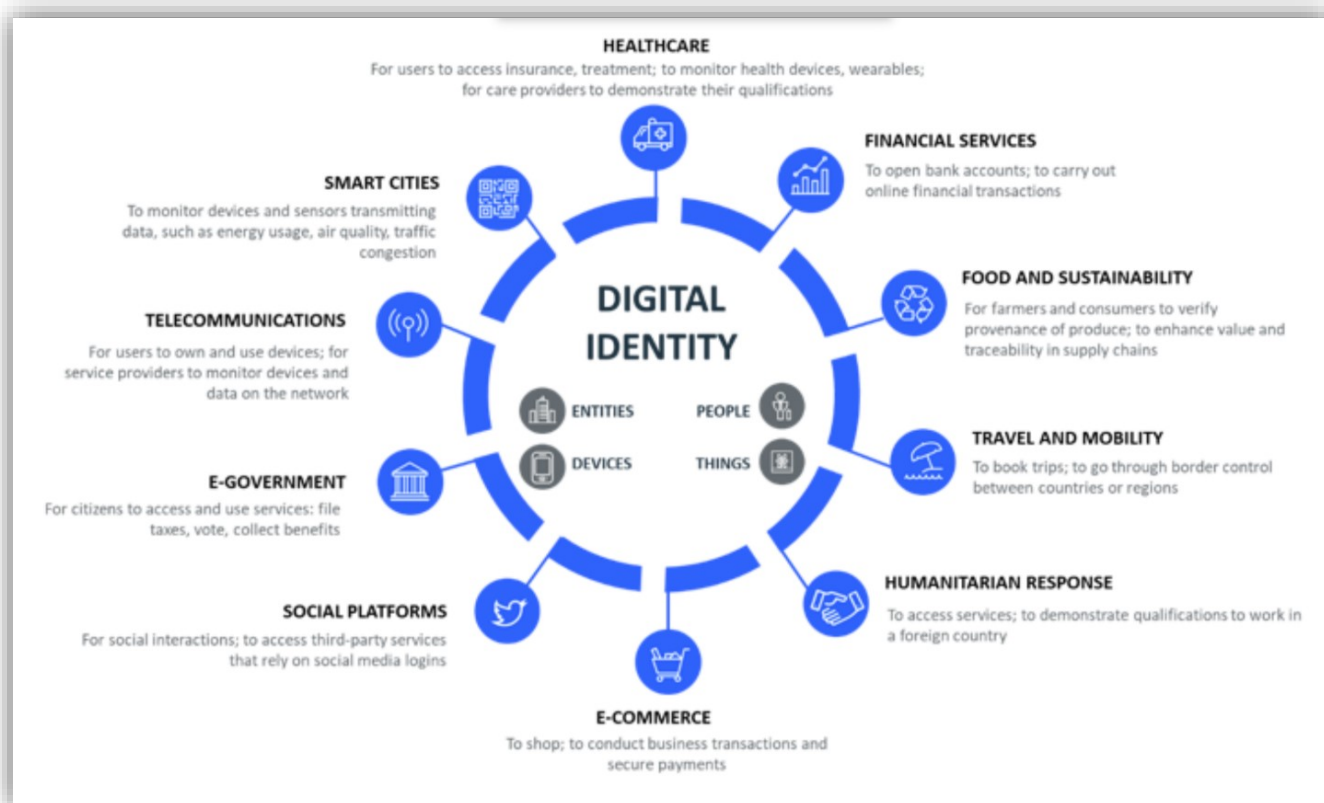 HEALTHCARE
For users to access insurance, treatment; to monitor health devices, wearables;
for care providers to demonstrate their qualifications
FINANCIAL SERVICES
To open bank accounts; to carry out
online financial transactions
FOOD AND SUSTAINABILITY
For farmers and consumers to verify
provenance of produce; to enhance value and
traceability in supply chains
TRAVEL AND MOBILITY
To book trips; to go through border control
between countries or regions
HUMANITARIAN RESPONSE
To access services; to demonstrate qualifications to work in
a foreign country
E-COMMERCE
To shop; to conduct business transactions and
secure payments
SOCIAL PLATFORMS
For social interactions; to access third-party services
that rely on social media logins
E-GOVERNMENT
For citizens to access and use services: file
taxes, vote, collect benefits
TELECOMMUNICATIONS
For users to own and use devices; for
service providers to monitor devices and
data on the network
SMART CITIES
To monitor devices and sensors transmitting
data, such as energy usage, air quality, traffic
congestion
DIGITAL
IDENTITY
ENTITIES
PEOPLE
DEVICES
THINGS